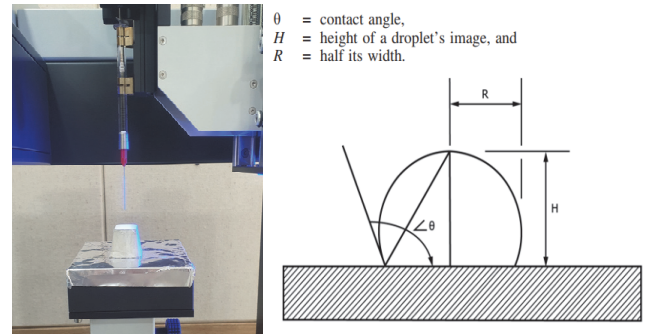 θ = contact angle,
H = height of a droplet's image, and
R = half its width.
R
H
∠θ